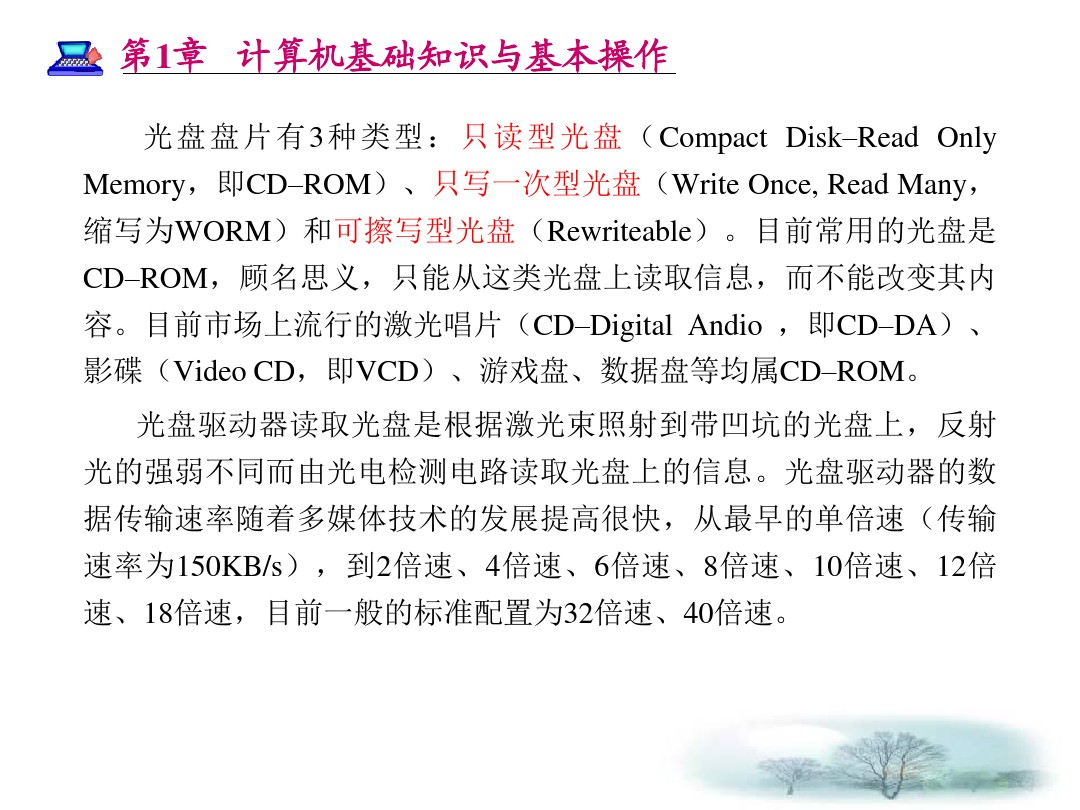 第1章 计算机基础知识与基本操作
光盘盘片有3种类型：只读型光盘（Compact Disk–Read Only
Memory，即CD–ROM）、只写一次型光盘（Write Once, Read Many，
缩写为WORM）和可擦写型光盘（Rewriteable）。目前常用的光盘是
CD–ROM，顾名思义，只能从这类光盘上读取信息，而不能改变其内
容。目前市场上流行的激光唱片（CD–Digital Andio ，即CD–DA）、
影碟（Video CD，即VCD）、游戏盘、数据盘等均属CD–ROM。
光盘驱动器读取光盘是根据激光束照射到带凹坑的光盘上，反射
光的强弱不同而由光电检测电路读取光盘上的信息。光盘驱动器的数
据传输速率随着多媒体技术的发展提高很快，从最早的单倍速（传输
速率为150KB/s），到2倍速、4倍速、6倍速、8倍速、10倍速、12倍
速、18倍速，目前一般的标准配置为32倍速、40倍速。